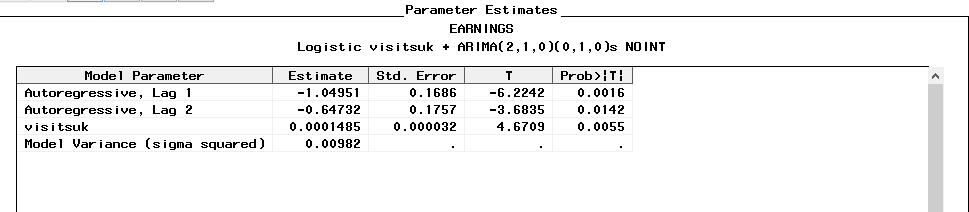 Parameter Estimates
EARNINGS
Logistic visitsuk + ARIMA(2,1,0)(0,1,0)s NOINT
Model Parameter Estimate Std. Error T Prob>|T|
Autoregressive, Lag 1 -1.04951 0.1686 -6.2242 0.0016
Autoregressive, Lag 2 -0.64732 0.1757 -3.6835 0.0142
visitsuk 0.0001485 0.000032 4.6709 0.0055
Model Variance (sigma squared) 0.00982 . . .